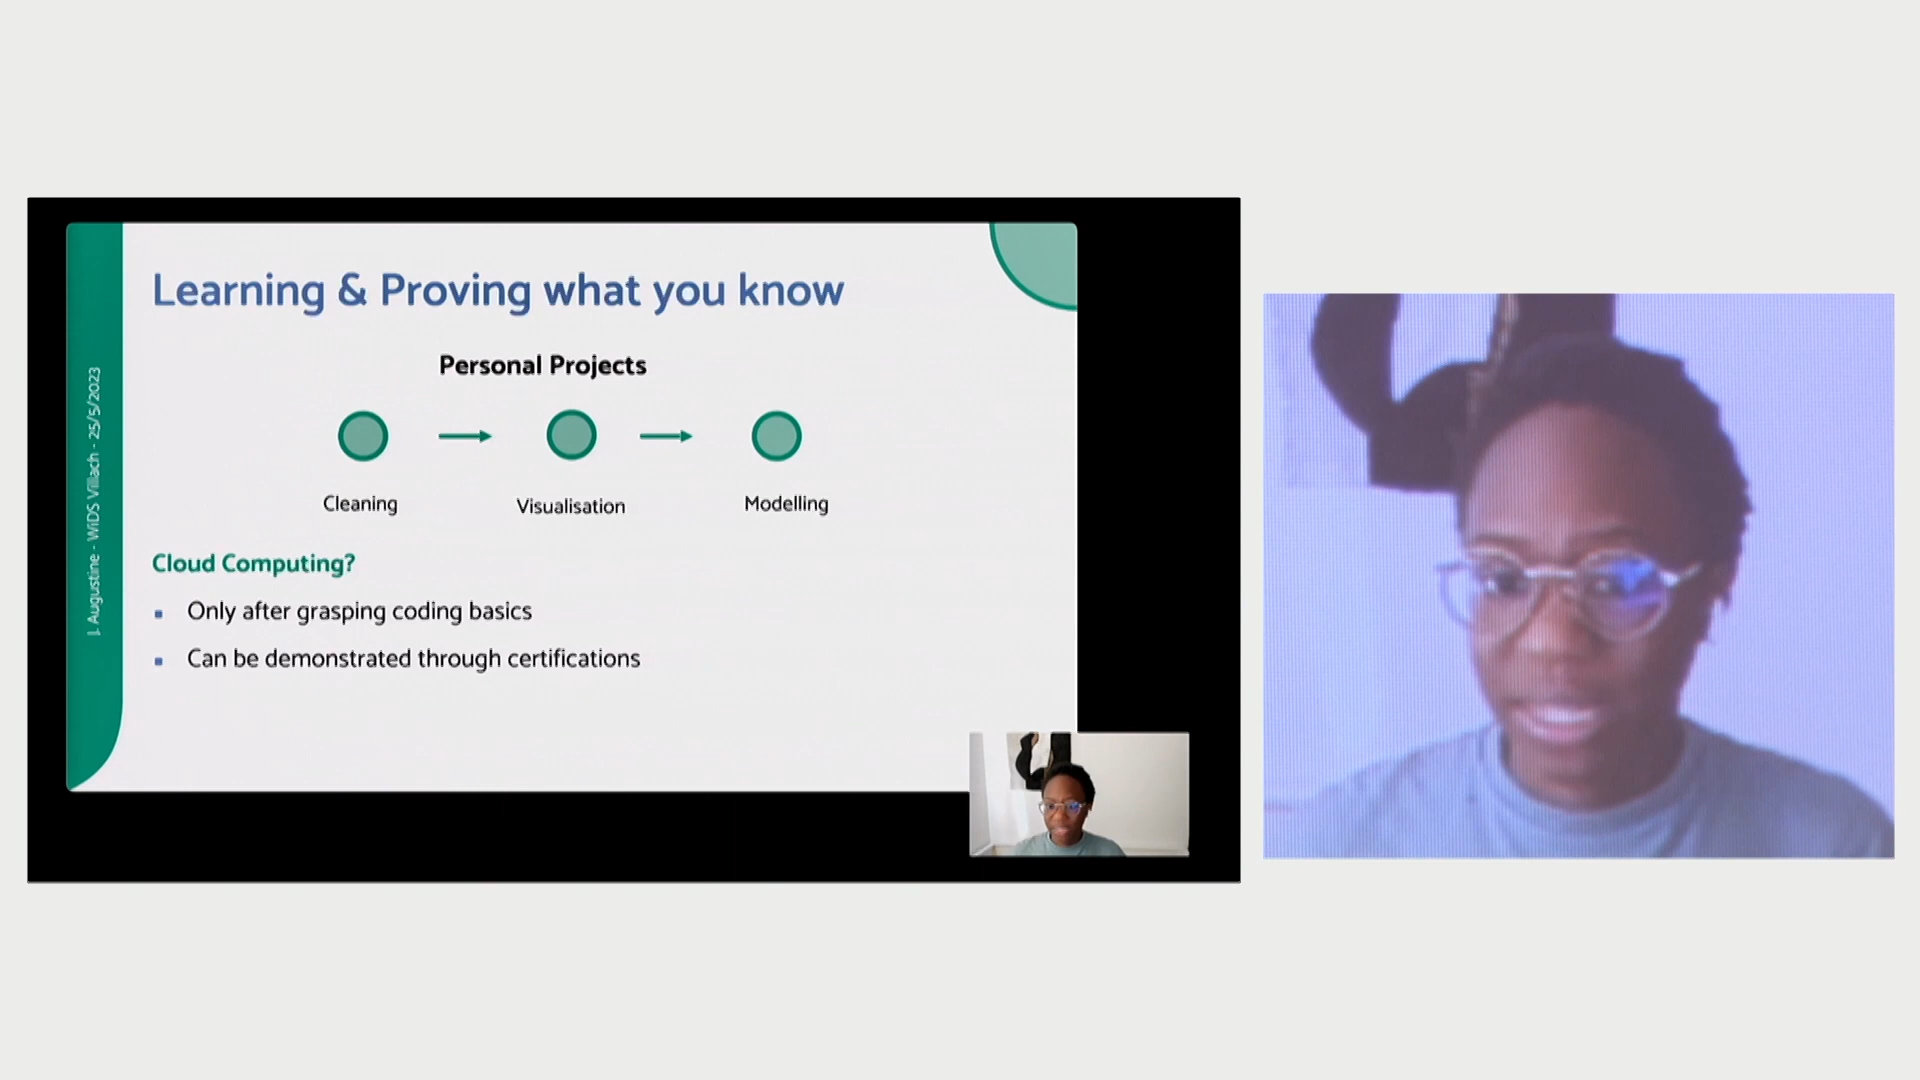 Learning & Proving what you know
Personal Projects
Cleaning
Visualisation
Modelling
Cloud Computing?
Only after grasping coding basics
Can be demonstrated through certifications
J. Augustine - WiDS Villach - 25/5/2023